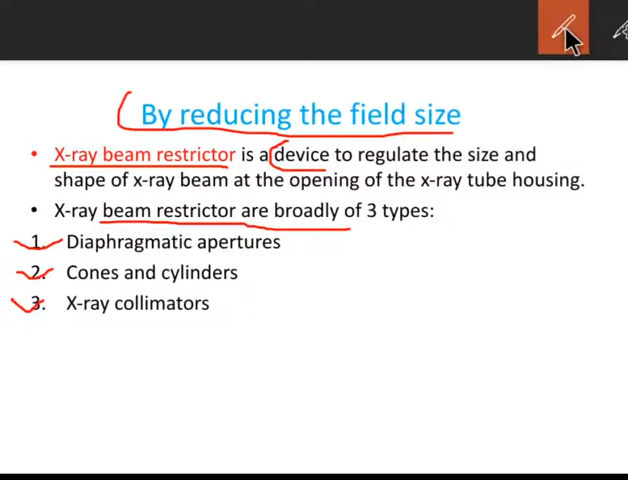 By reducing the field size
• X-ray beam restrictor is a device to regulate the size and
shape of x-ray beam at the opening of the x-ray tube housing.
• X-ray beam restrictor are broadly of 3 types:
1. Diaphragmatic apertures
2. Cones and cylinders
3. X-ray collimators